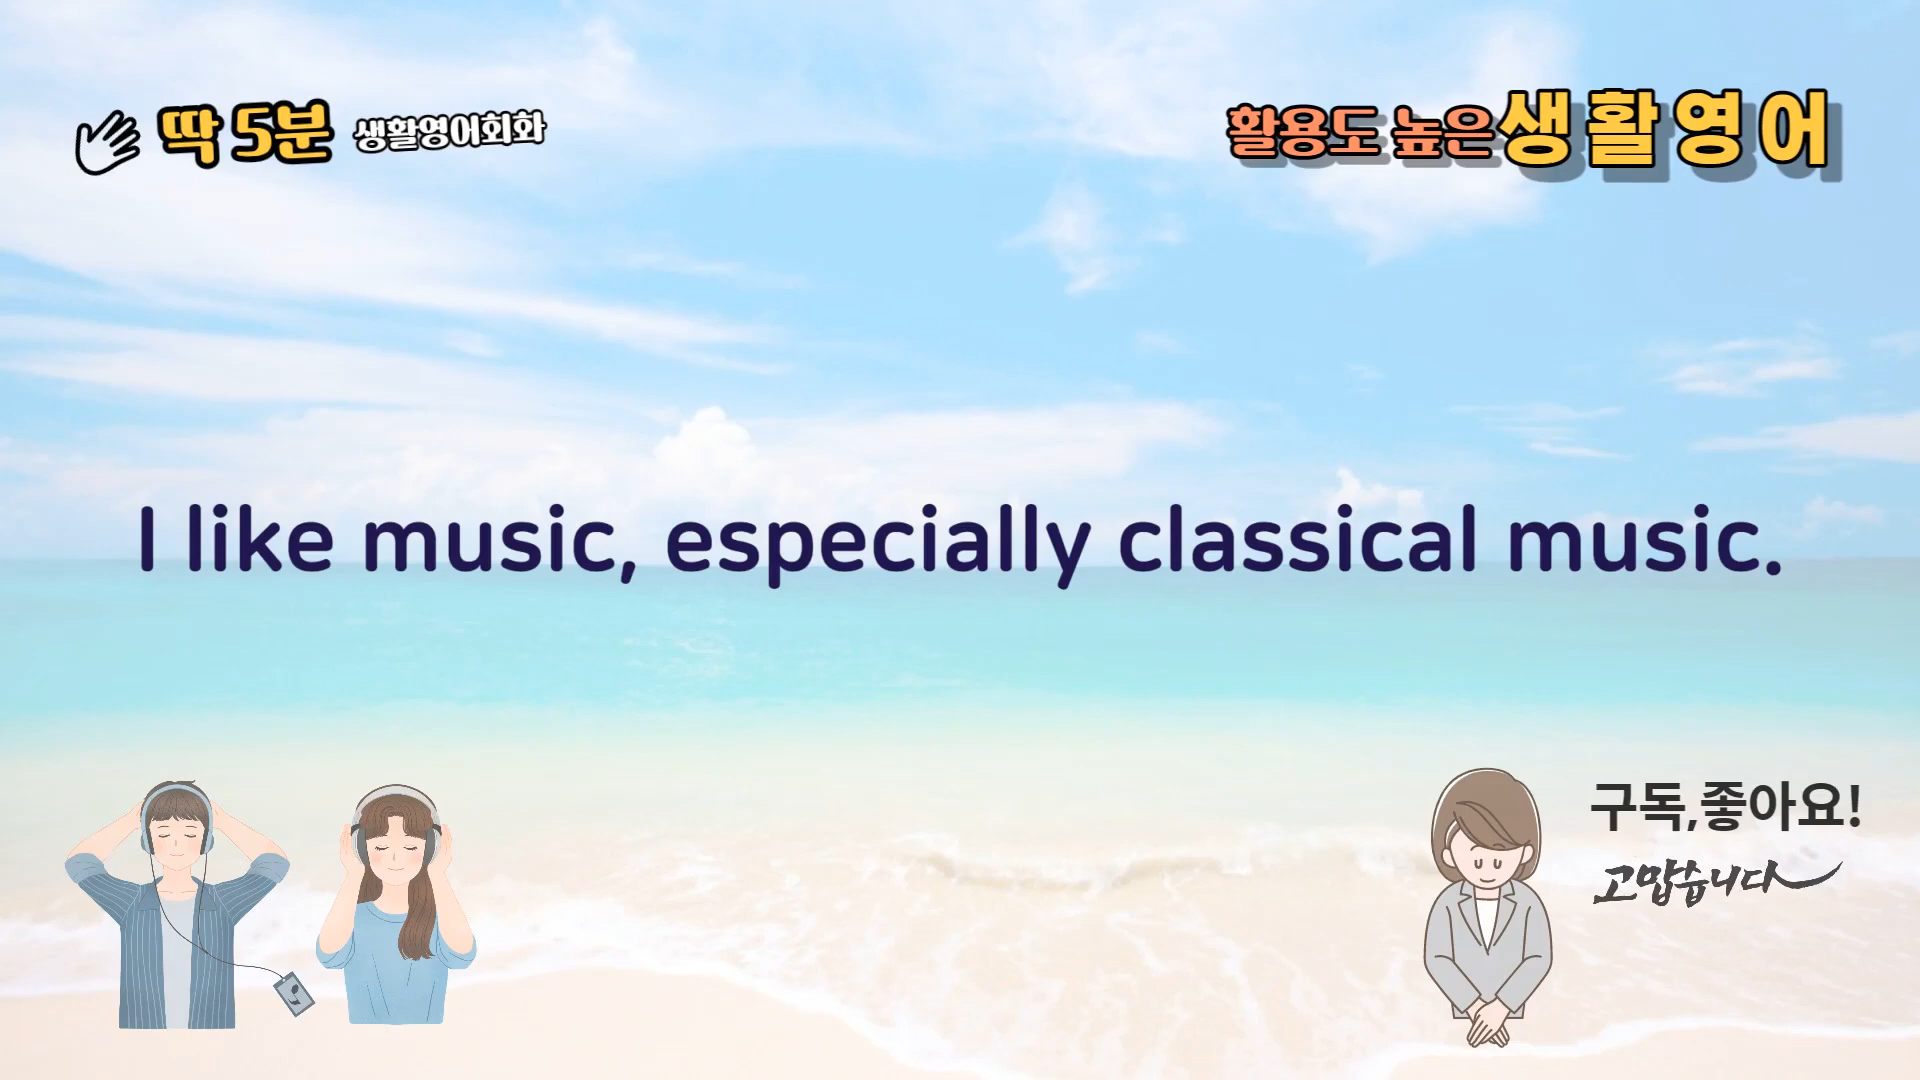 딱 5분 생활영어회화
활용도 높은 생활영어
I like music, especially classical music.
구독,좋아요!
고맙습니다